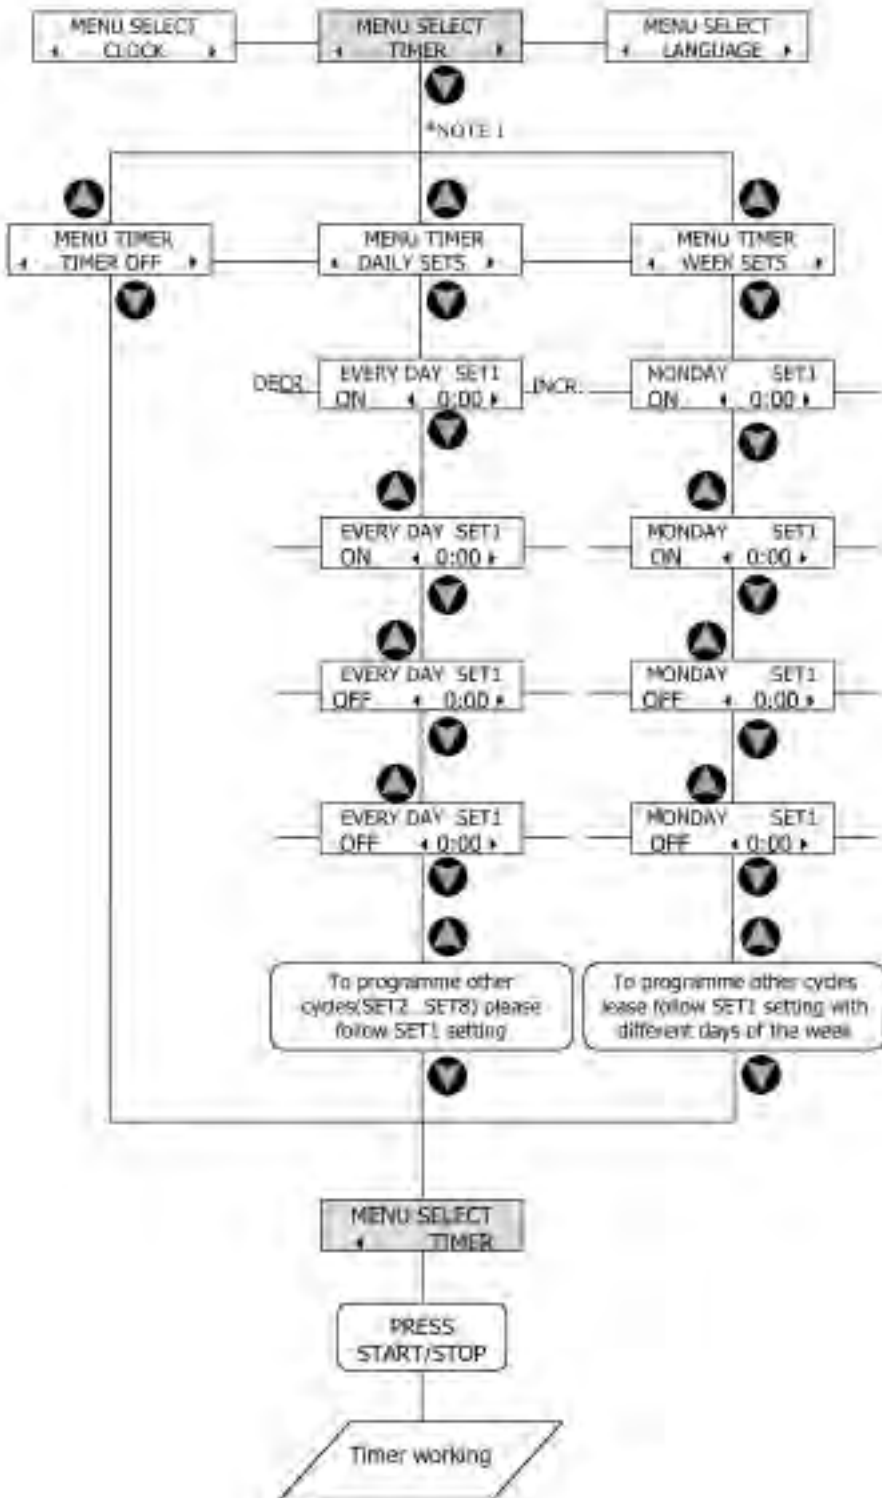 MENU SELECT
◂ CLOCK ▸
MENU SELECT
◂ TIMER ▸
MENU SELECT
◂ LANGUAGE ▸
*NOTE 1
MENU TIMER
◂ TIMER OFF ▸
MENU TIMER
◂ DAILY SETS ▸
MENU TIMER
◂ WEEK SETS ▸
DECR.
EVERY DAY SET1
ON ◂ 0:00 ▸
INCR.
MONDAY SET1
ON ◂ 0:00 ▸
EVERY DAY SET1
ON ◂ 0:00 ▸
MONDAY SET1
ON ◂ 0:00 ▸
EVERY DAY SET1
OFF ◂ 0:00 ▸
MONDAY SET1
OFF ◂ 0:00 ▸
EVERY DAY SET1
OFF ◂ 0:00 ▸
MONDAY SET1
OFF ◂ 0:00 ▸
To programme other
cycles(SET2...SET8) please
follow SET1 setting
To programme other cycles
lease follow SET1 setting with
different days of the week
MENU SELECT
◂ TIMER
PRESS
START/STOP
Timer working